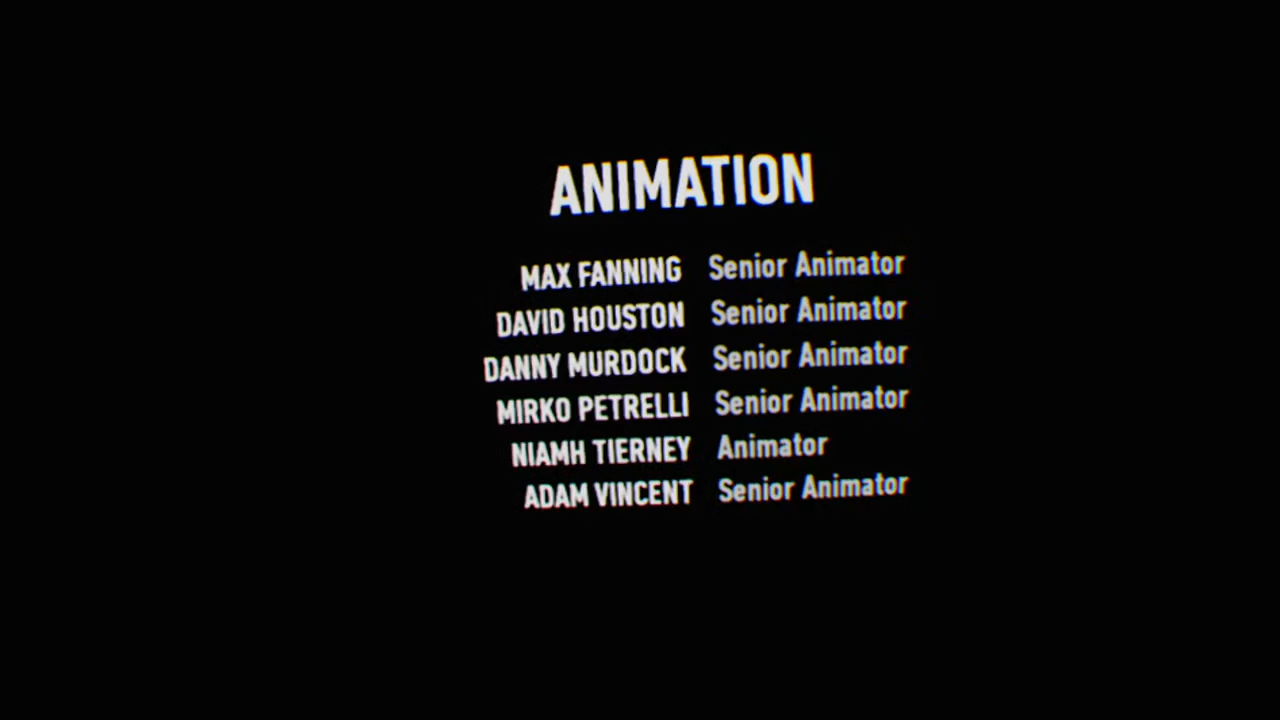 ANIMATION
MAX FANNING Senior Animator
DAVID HOUSTON Senior Animator
DANNY MURDOCK Senior Animator
MIRKO PETRELLI Senior Animator
NIAMH TIERNEY Animator
ADAM VINCENT Senior Animator